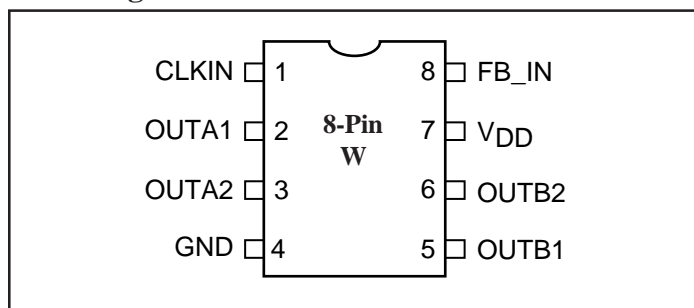 CLKIN 1 8 FB_IN
OUTA1 2 8-Pin 7 VDD
W
OUTA2 3 6 OUTB2
GND 4 5 OUTB1